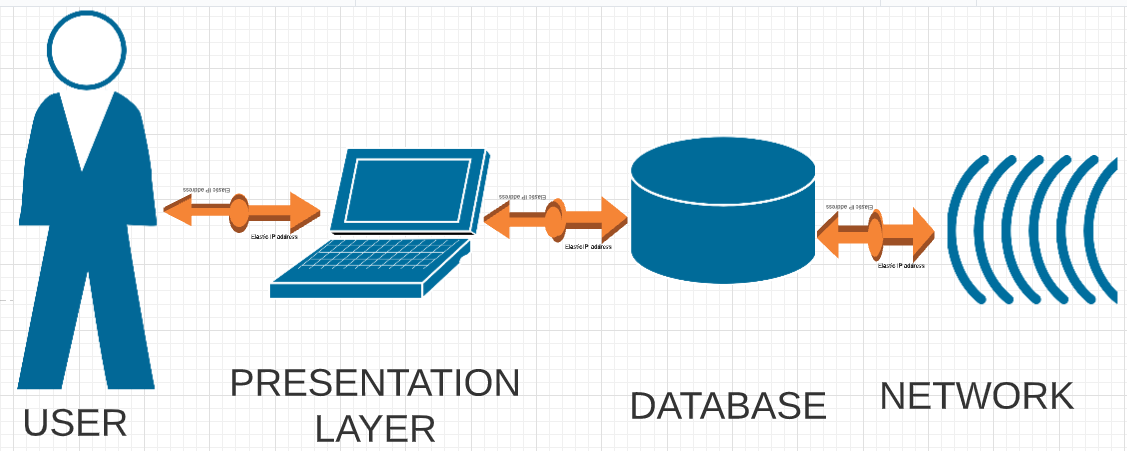 Elastic IP address
Elastic IP address
Elastic IP address
Elastic IP address
Elastic IP address
Elastic IP address
USER
PRESENTATION
LAYER
DATABASE
NETWORK